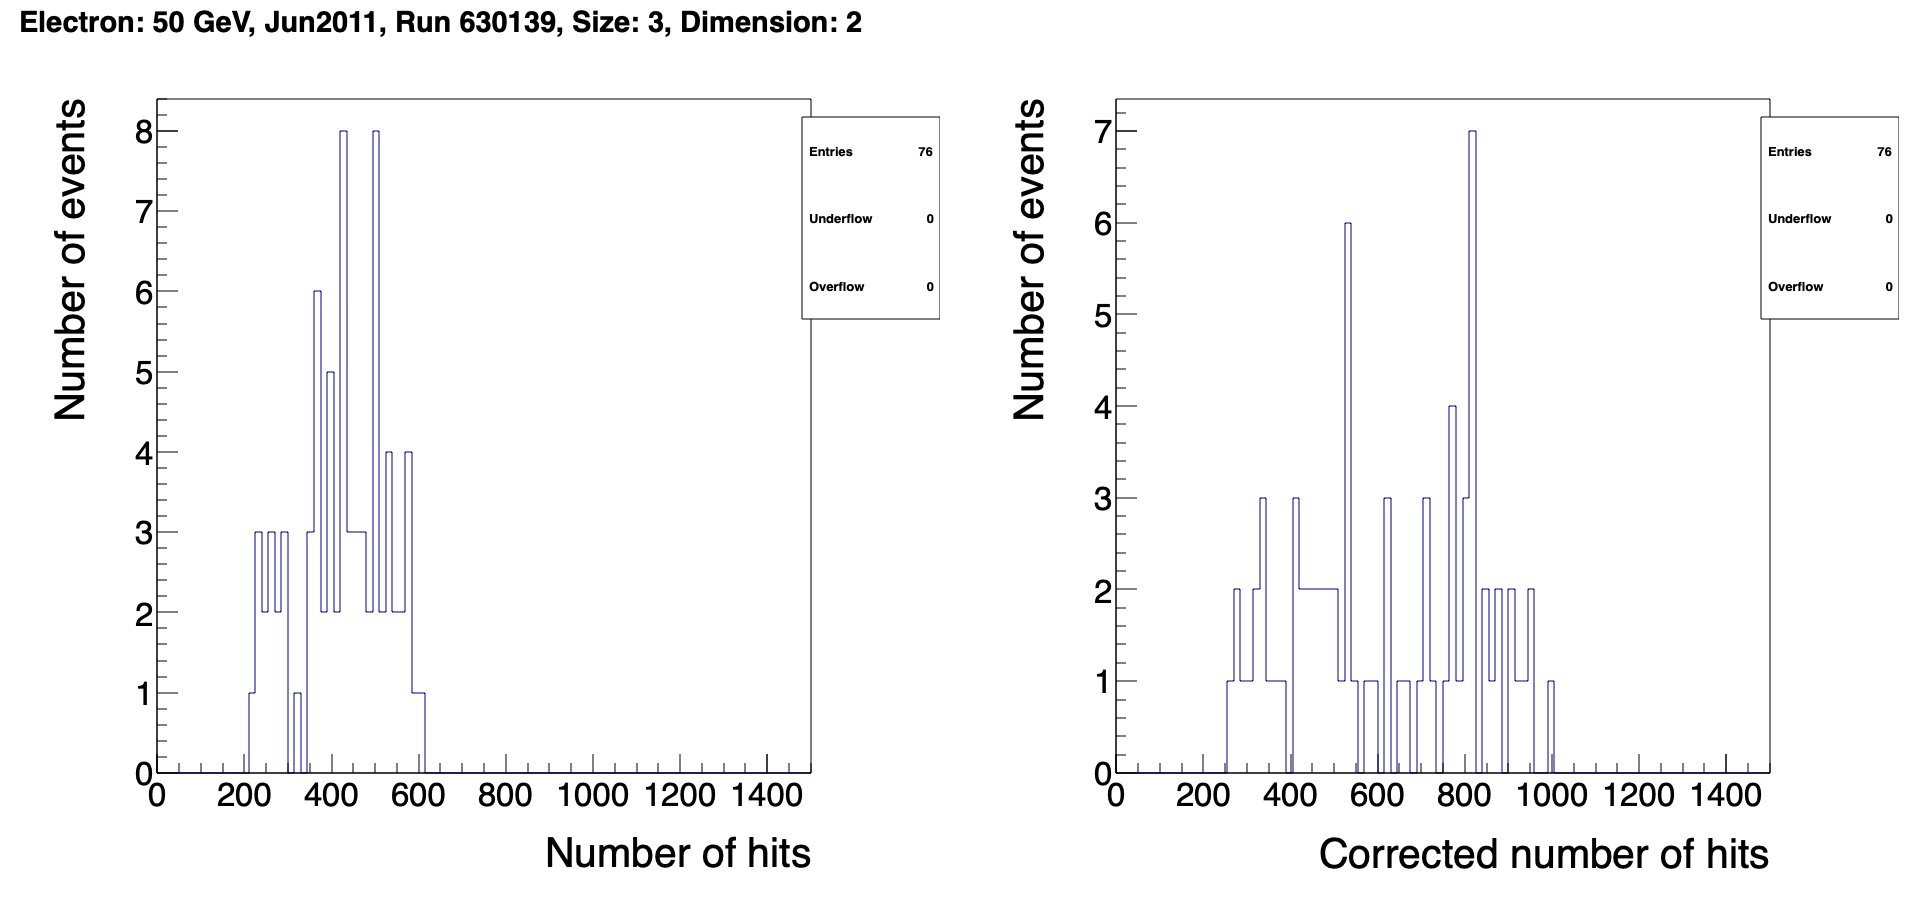 Electron: 50 GeV, Jun2011, Run 630139, Size: 3, Dimension: 2
Number of events
8
7
6
5
4
3
2
1
0
0 200 400 600 800 1000 1200 1400
Number of hits
Entries 76
Underflow 0
Overflow 0
Number of events
7
6
5
4
3
2
1
0
0 200 400 600 800 1000 1200 1400
Corrected number of hits
Entries 76
Underflow 0
Overflow 0